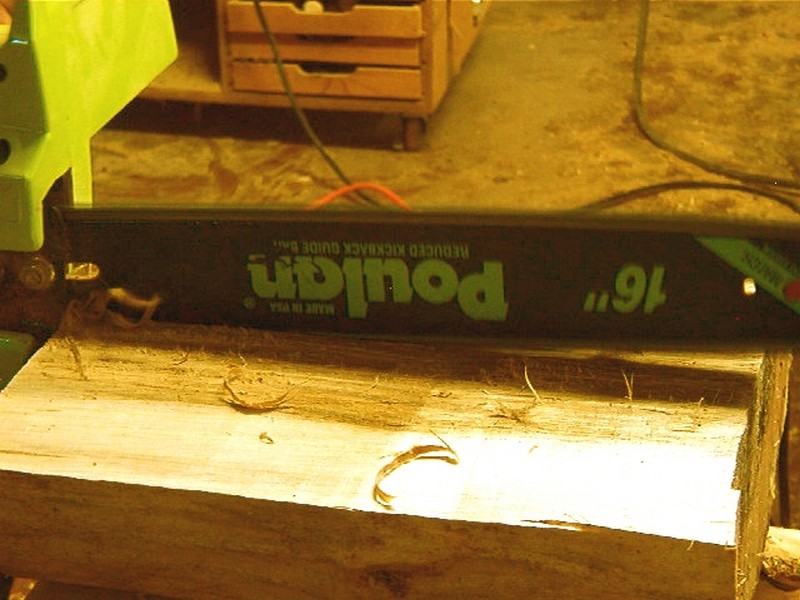 MADE IN USA
Poulan®
REDUCED KICKBACK GUIDE BAR
16"